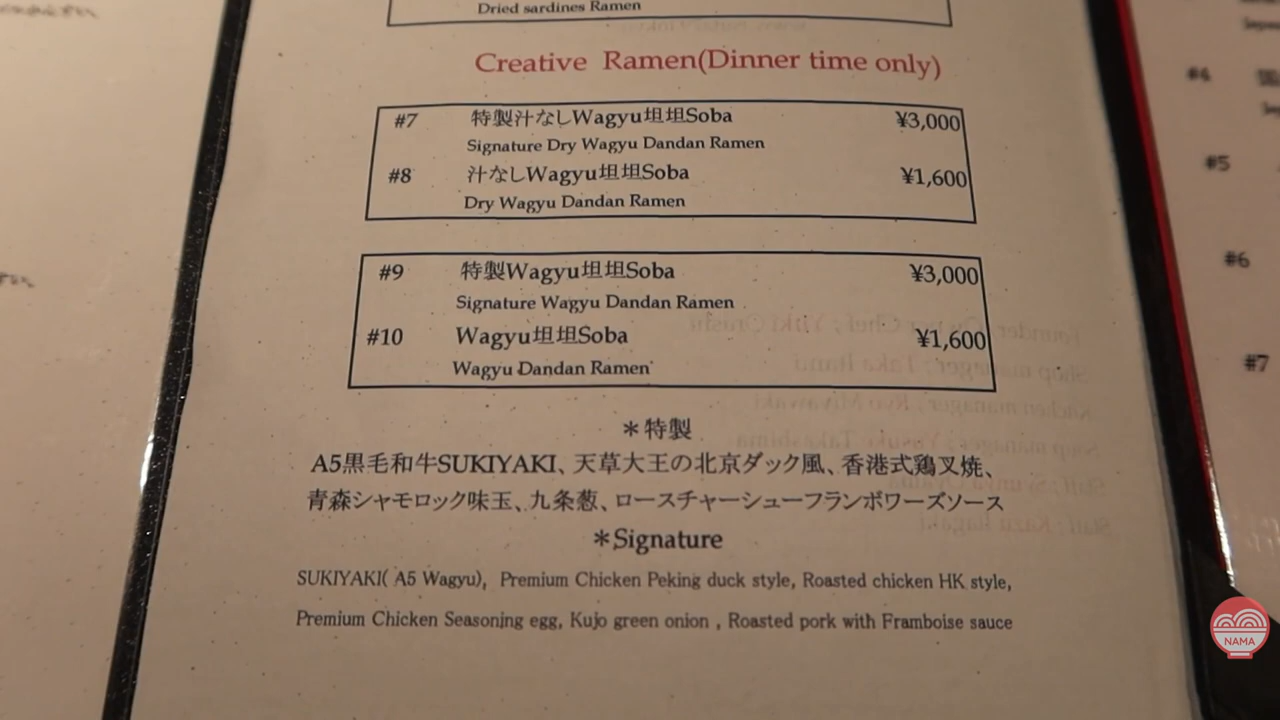 Dried sardines Ramen
Creative Ramen(Dinner time only)
#7 特製汁なしWagyu坦坦Soba ¥3,000
Signature Dry Wagyu Dandan Ramen
#8 汁なしWagyu坦坦Soba ¥1,600
Dry Wagyu Dandan Ramen
#9 特製Wagyu坦坦Soba ¥3,000
Signature Wagyu Dandan Ramen
#10 Wagyu坦坦Soba ¥1,600
Wagyu Dandan Ramen
＊特製
A5黒毛和牛SUKIYAKI、天草大王の北京ダック風、香港式鶏叉焼、
青森シャモロック味玉、九条葱、ロースチャーシューフランボワーズソース
＊Signature
SUKIYAKI( A5 Wagyu), Premium Chicken Peking duck style, Roasted chicken HK style,
Premium Chicken Seasoning egg, Kujo green onion , Roasted pork with Framboise sauce
#4
#5
#6
#7
NAMA